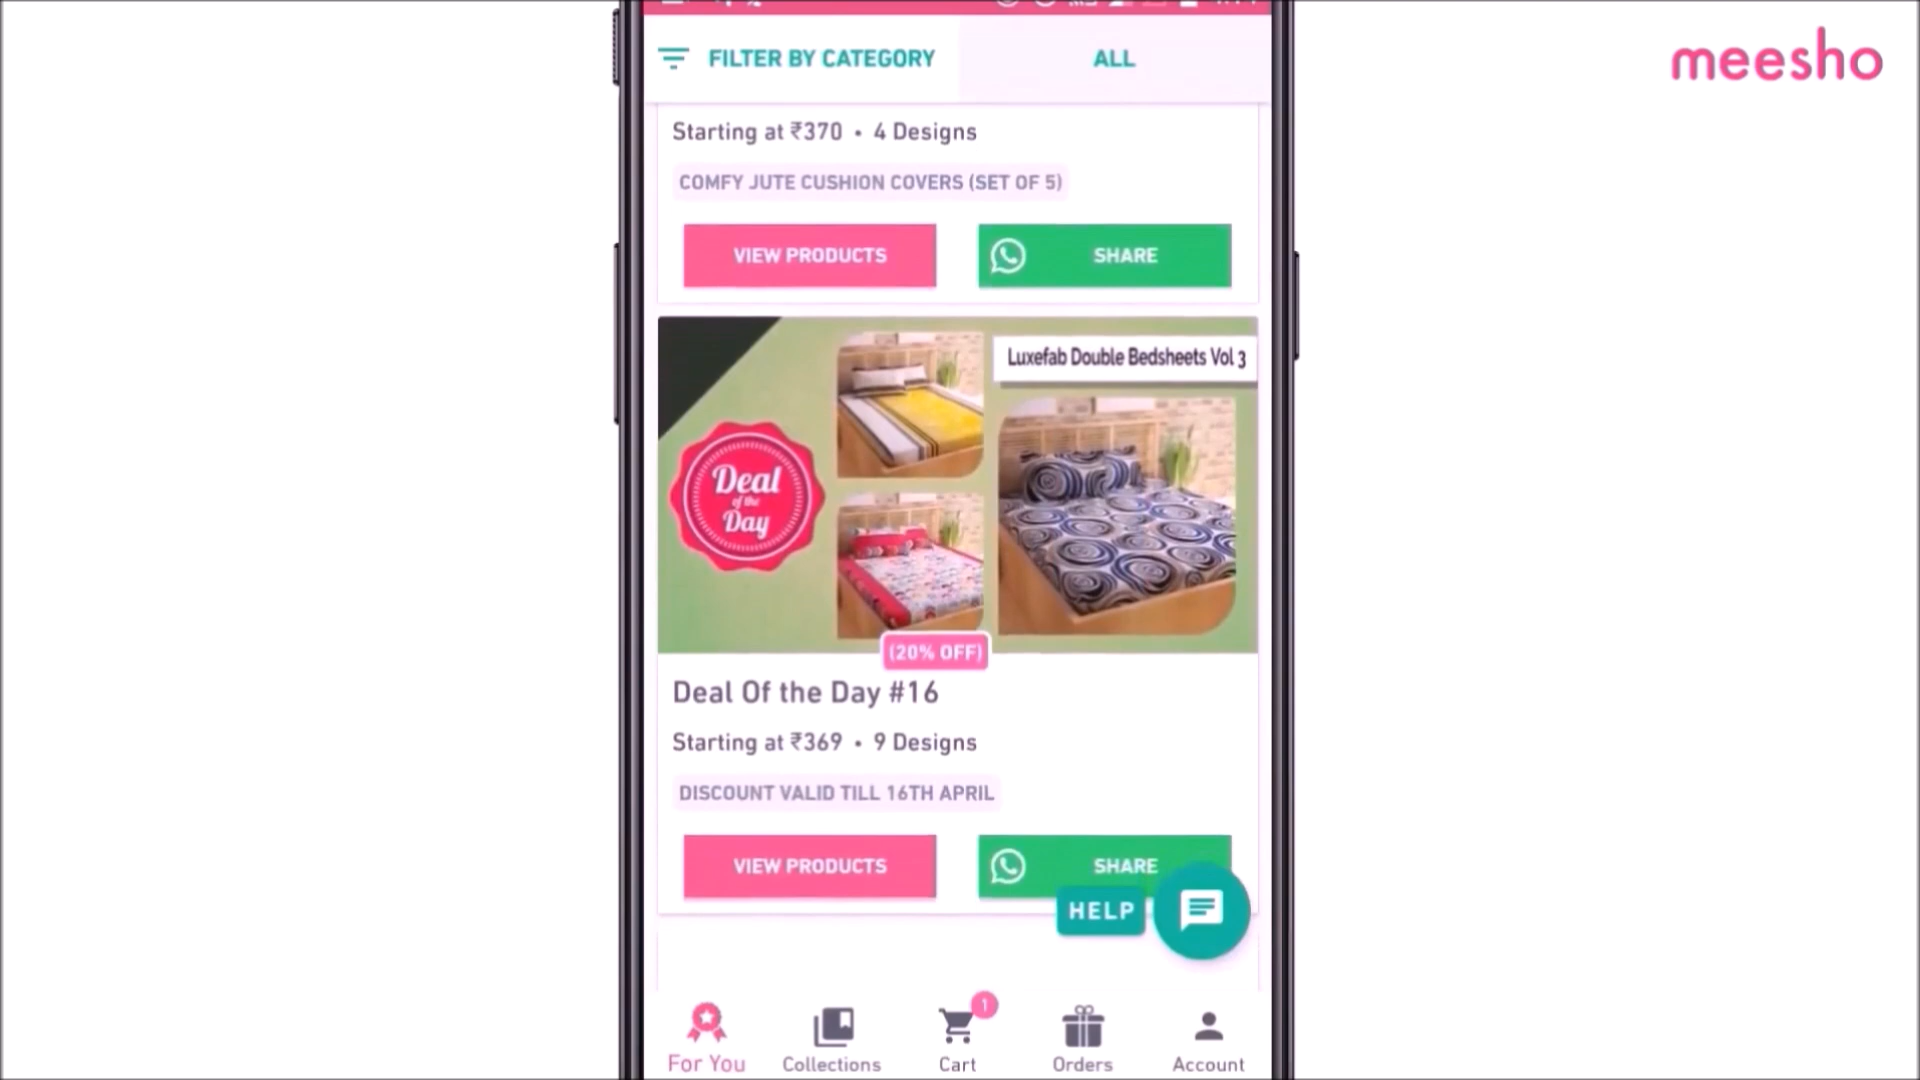 meesho
FILTER BY CATEGORY
ALL
Starting at ₹370 • 4 Designs
COMFY JUTE CUSHION COVERS (SET OF 5)
VIEW PRODUCTS
SHARE
Luxefab Double Bedsheets Vol 3
Deal
of the
Day
(20% OFF)
Deal Of the Day #16
Starting at ₹369 • 9 Designs
DISCOUNT VALID TILL 16TH APRIL
VIEW PRODUCTS
SHARE
HELP
1
For You
Collections
Cart
Orders
Account